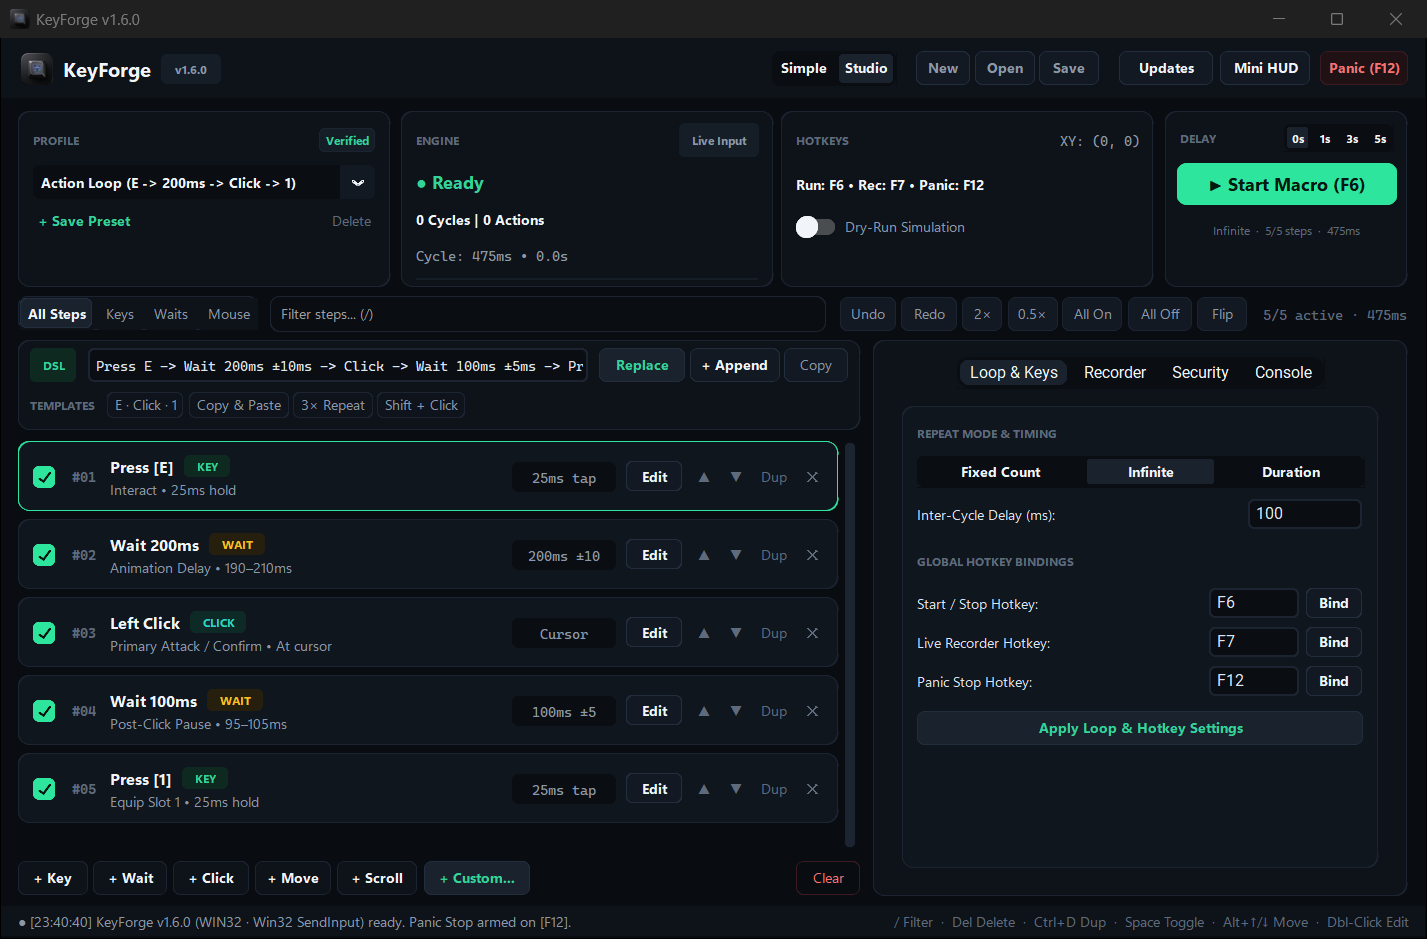 KeyForge v1.6.0
KeyForge v1.6.0 Simple Studio New Open Save Updates Mini HUD Panic (F12)
PROFILE Verified
Action Loop (E -> 200ms -> Click -> 1)
+ Save Preset Delete
ENGINE Live Input
● Ready
0 Cycles | 0 Actions
Cycle: 475ms • 0.0s
HOTKEYS XY: (0, 0)
Run: F6 • Rec: F7 • Panic: F12
Dry-Run Simulation
DELAY 0s 1s 3s 5s
▶ Start Macro (F6)
Infinite · 5/5 steps · 475ms
All Steps Keys Waits Mouse Filter steps... (/) Undo Redo 2× 0.5× All On All Off Flip 5/5 active · 475ms
DSL Press E -> Wait 200ms ±10ms -> Click -> Wait 100ms ±5ms -> Pr Replace + Append Copy
TEMPLATES E · Click · 1 Copy & Paste 3× Repeat Shift + Click
#01 Press [E] KEY 25ms tap Edit ▲ ▼ Dup ✕
Interact • 25ms hold
#02 Wait 200ms WAIT 200ms ±10 Edit ▲ ▼ Dup ✕
Animation Delay • 190–210ms
#03 Left Click CLICK Cursor Edit ▲ ▼ Dup ✕
Primary Attack / Confirm • At cursor
#04 Wait 100ms WAIT 100ms ±5 Edit ▲ ▼ Dup ✕
Post-Click Pause • 95–105ms
#05 Press [1] KEY 25ms tap Edit ▲ ▼ Dup ✕
Equip Slot 1 • 25ms hold
+ Key + Wait + Click + Move + Scroll + Custom... Clear
Loop & Keys Recorder Security Console
REPEAT MODE & TIMING
Fixed Count Infinite Duration
Inter-Cycle Delay (ms): 100
GLOBAL HOTKEY BINDINGS
Start / Stop Hotkey: F6 Bind
Live Recorder Hotkey: F7 Bind
Panic Stop Hotkey: F12 Bind
Apply Loop & Hotkey Settings
● [23:40:40] KeyForge v1.6.0 (WIN32 · Win32 SendInput) ready. Panic Stop armed on [F12]. / Filter · Del Delete · Ctrl+D Dup · Space Toggle · Alt+↑/↓ Move · Dbl-Click Edit